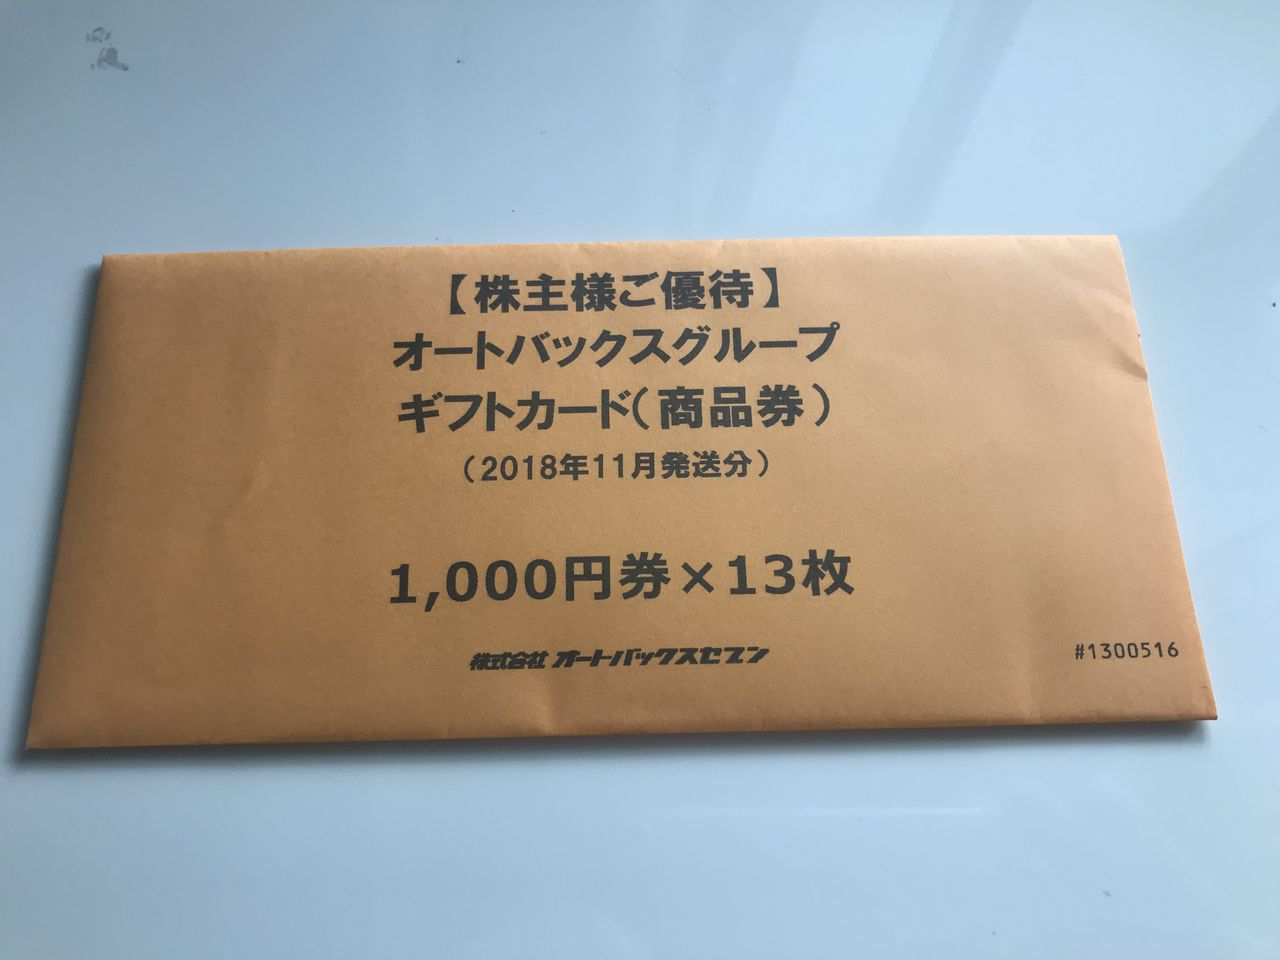 【株主様ご優待】
オートバックスグループ
ギフトカード(商品券)
(2018年11月発送分)
1,000円券×13枚
株式会社 オートバックスセブン
#1300516